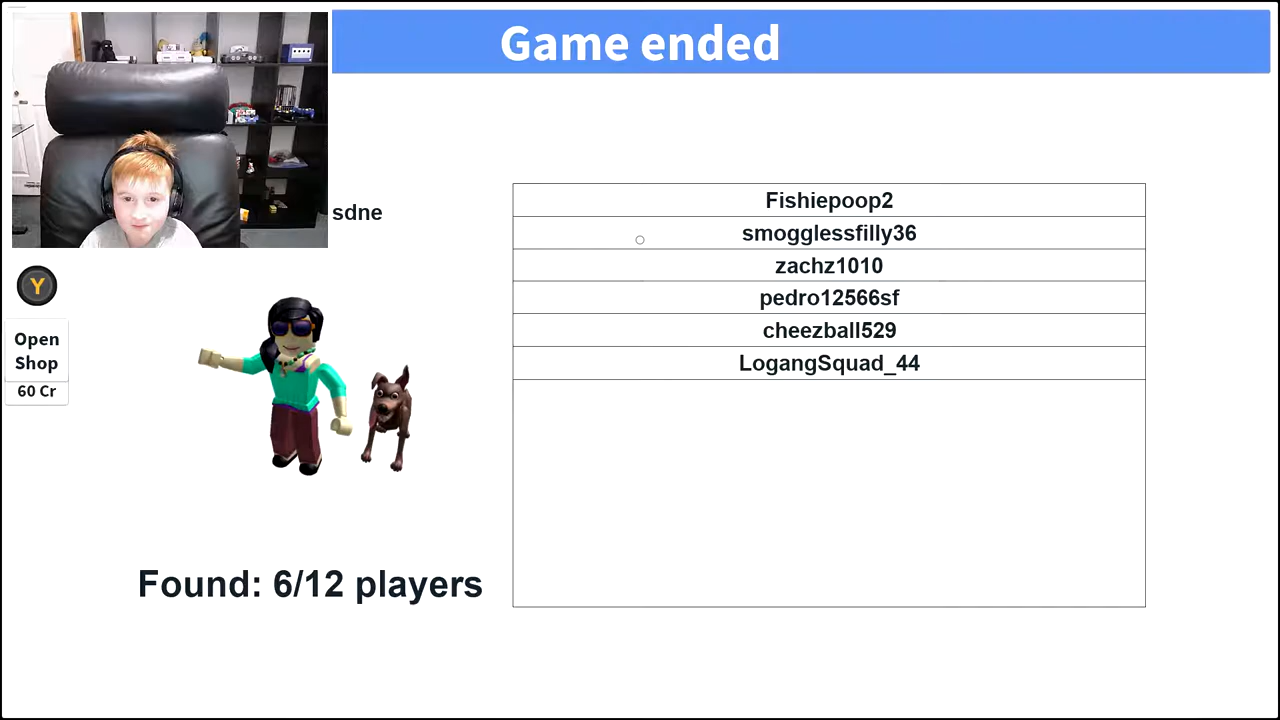 Game ended
sdne
Y
Open
Shop
60 Cr
Fishiepoop2
smogglessfilly36
zachz1010
pedro12566sf
cheezball529
LogangSquad_44
Found: 6/12 players